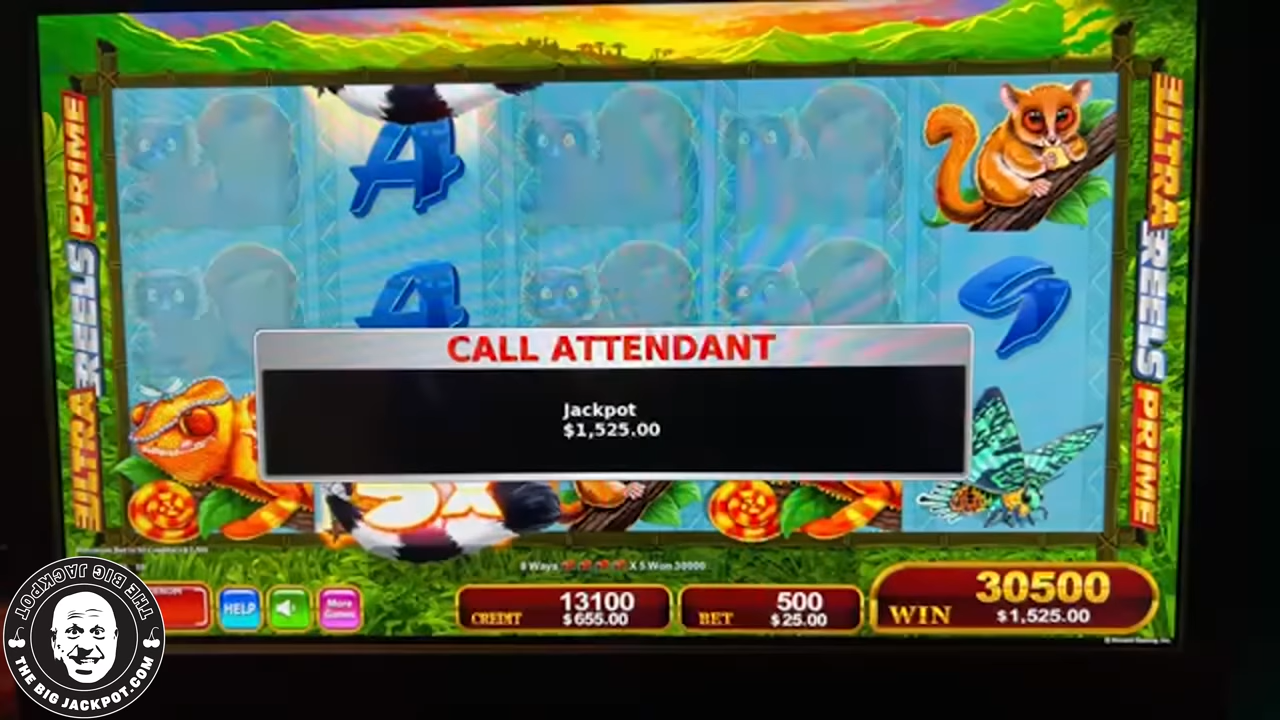 ULTRA REELS PRIME
ULTRA REELS PRIME
A
A
9
CALL ATTENDANT
Jackpot
$1,525.00
5X
8 Ways
X 5 Won 30000
HELP
More
Games
13100
CREDIT $655.00
500
BET $25.00
30500
WIN $1,525.00
THE BIG JACKPOT
THE BIG JACKPOT.COM